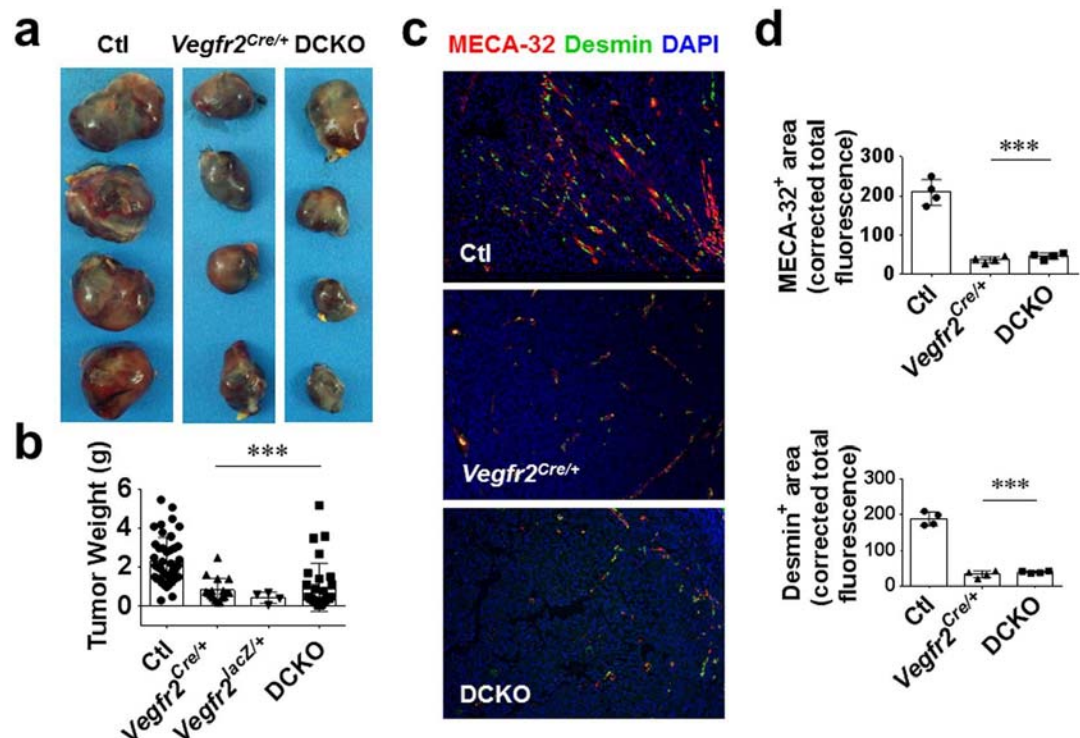 a
Ctl Vegfr2Cre/+ DCKO
b
***
Tumor Weight (g)
6
4
2
0
Ctl
Vegfr2Cre/+
Vegfr2lacZ/+
DCKO
c
MECA-32 Desmin DAPI
Ctl
Vegfr2Cre/+
DCKO
d
MECA-32+ area
(corrected total
fluorescence)
***
300
200
100
0
Ctl
Vegfr2Cre/+
DCKO
Desmin+ area
(corrected total
fluorescence)
***
300
200
100
0
Ctl
Vegfr2Cre/+
DCKO